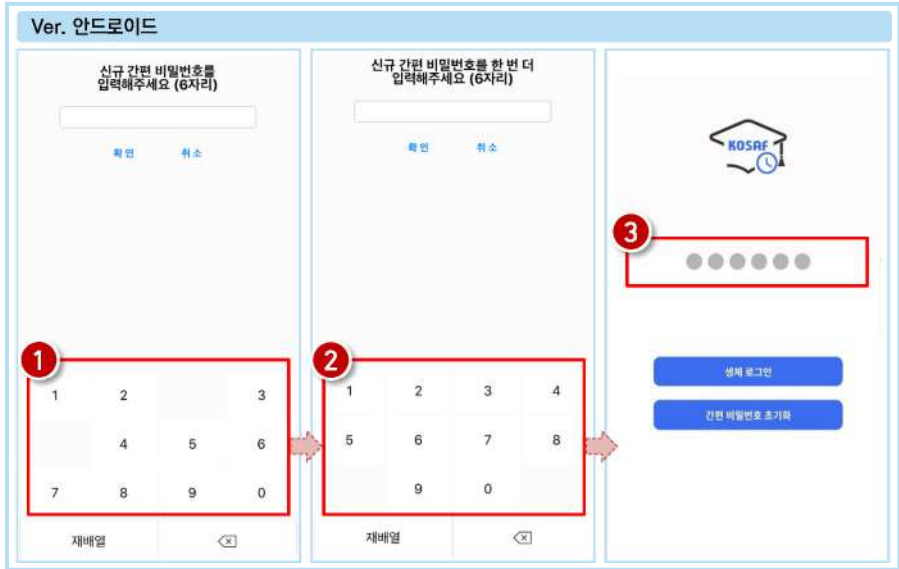 Ver. 안드로이드
신규 간편 비밀번호를
입력해주세요 (6자리)
확인 취소
1
1 2 3
4 5 6
7 8 9 0
재배열
신규 간편 비밀번호를 한 번 더
입력해주세요 (6자리)
확인 취소
2
1 2 3 4
5 6 7 8
9 0
재배열
KOSAF
3
생체 로그인
간편 비밀번호 초기화